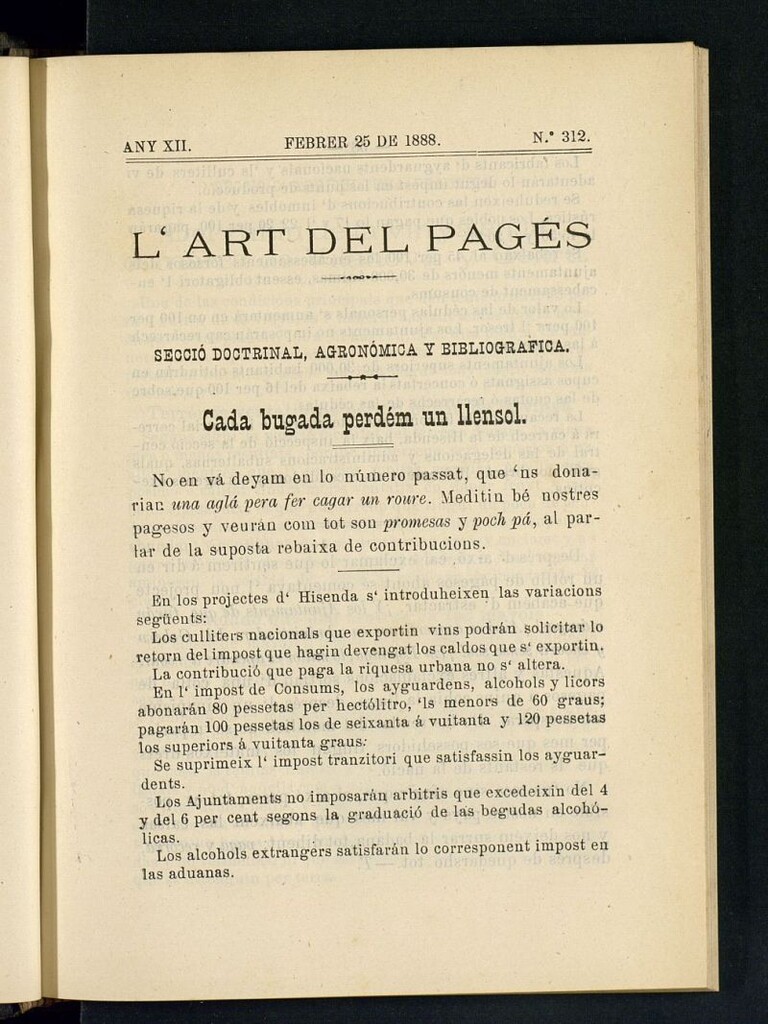 ANY XII. FEBRER 25 DE 1888. N.º 312.
L‘ ART DEL PAGÉS
SECCIÓ DOCTRINAL, AGRONÓMICA Y BIBLIOGRAFICA.
Cada bugada perdém un llensol.
No en vá deyam en lo número passat, que ‘ns dona-
rian una aglá pera fer cagar un roure. Meditin bé nostres
pagesos y veurán com tot son promesas y poch pá, al par-
lar de la suposta rebaixa de contribucions.
En los projectes d‘ Hisenda s‘ introduheixen las variacions
següents:
Los culliters nacionals que exportin vins podrán solicitar lo
retorn del impost que hagin devengat los caldos que s‘ exportin.
La contribució que paga la riquesa urbana no s‘ altera.
En l‘ impost de Consums, los ayguardens, alcohols y licors
abonarán 80 pessetas per hectólitro, ‘ls menors de 60 graus;
pagarán 100 pessetas los de seixanta á vuitanta y 120 pessetas
los superiors á vuitanta graus:
Se suprimeix l‘ impost tranzitori que satisfassin los ayguar-
dents.
Los Ajuntaments no imposarán arbitris que excedeixin del 4
y del 6 per cent segons la graduació de las begudas alcohó-
licas.
Los alcohols extrangérs satisfarán lo corresponent impost en
las aduanas.